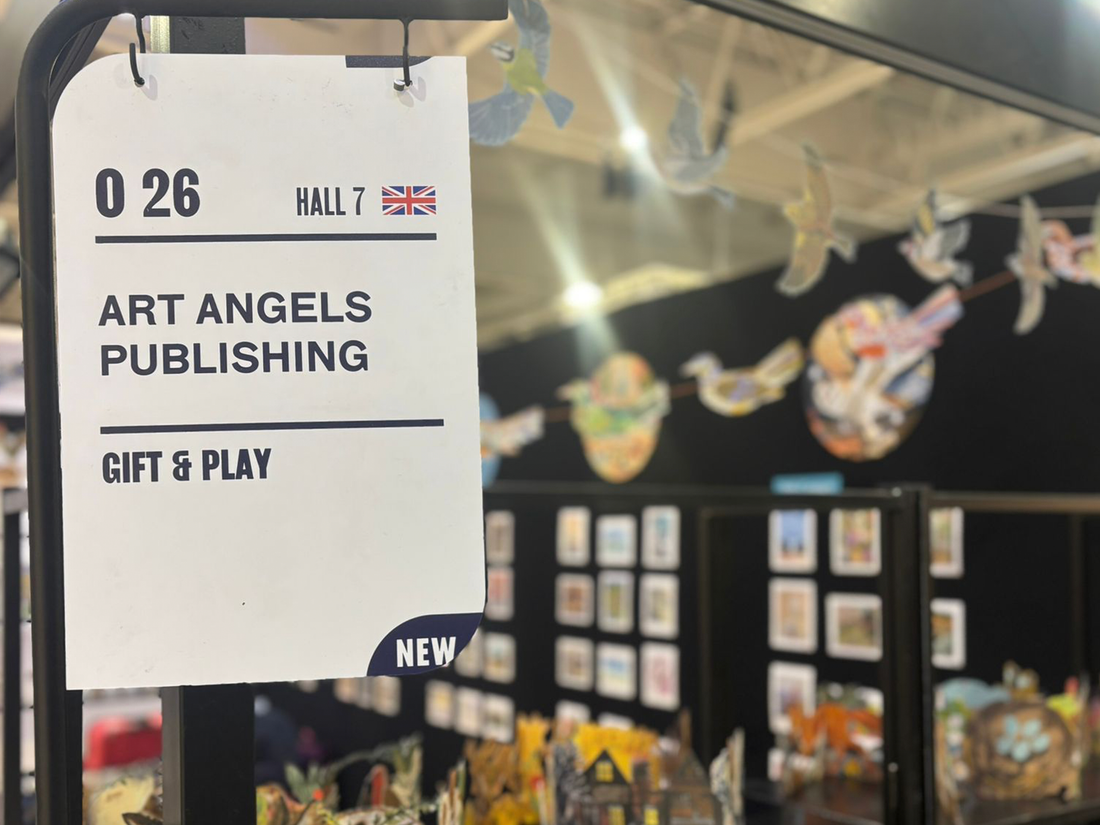 O 26
HALL 7
ART ANGELS
PUBLISHING
GIFT & PLAY
NEW